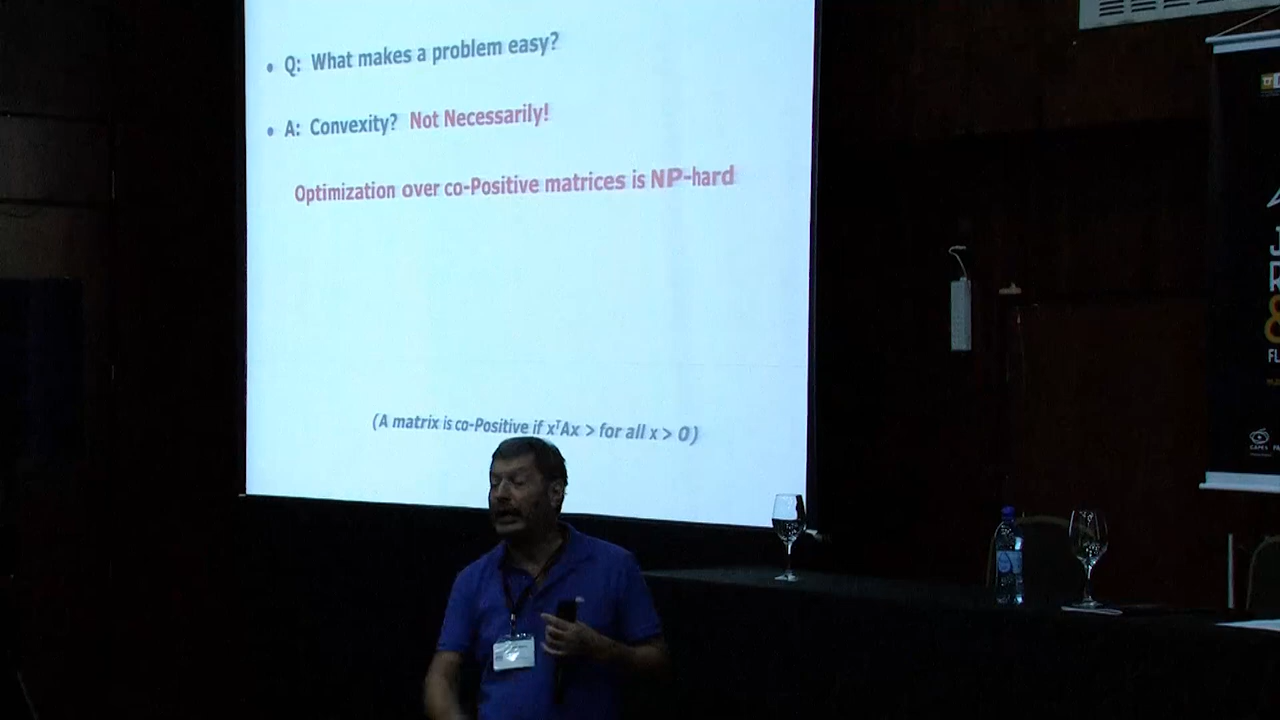 • Q: What makes a problem easy?
• A: Convexity? Not Necessarily!
Optimization over co-Positive matrices is NP-hard
(A matrix is co-Positive if xᵀAx > for all x > 0)